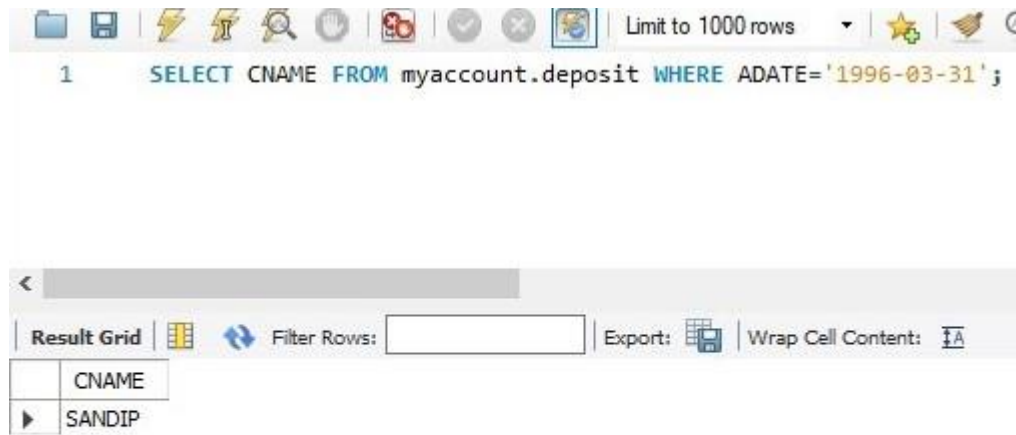 Limit to 1000 rows
1 SELECT CNAME FROM myaccount.deposit WHERE ADATE='1996-03-31';
Result Grid Filter Rows: Export: Wrap Cell Content: IA
CNAME
SANDIP